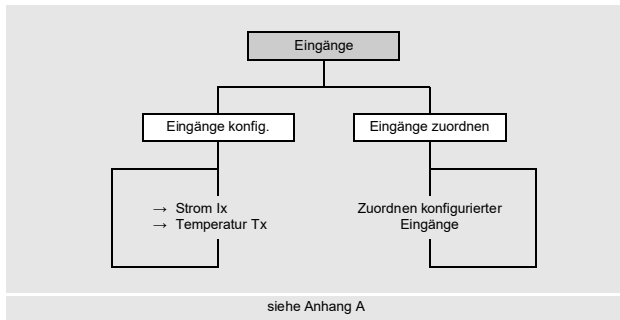 Eingänge
Eingänge konfig.
Eingänge zuordnen
→ Strom Ix
→ Temperatur Tx
Zuordnen konfigurierter
Eingänge
siehe Anhang A